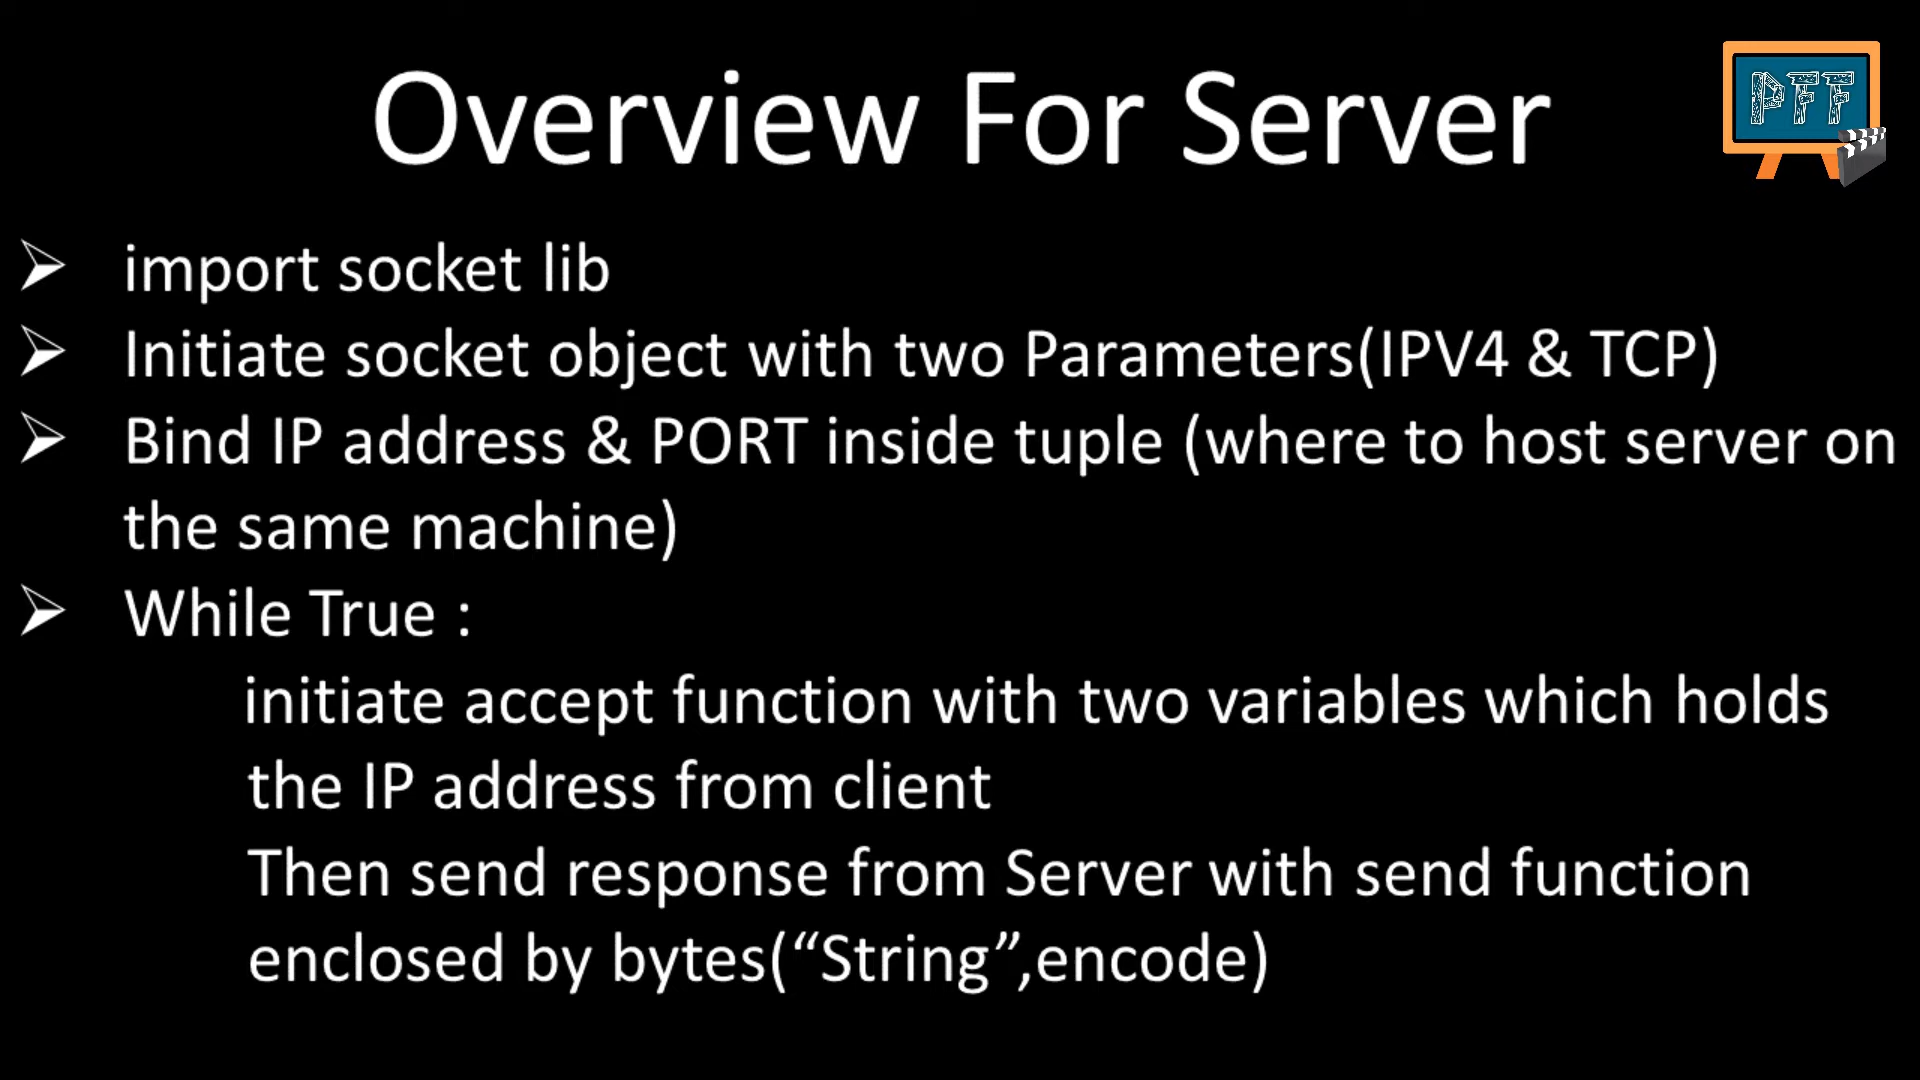 Overview For Server
PFF
➢ import socket lib
➢ Initiate socket object with two Parameters(IPV4 & TCP)
➢ Bind IP address & PORT inside tuple (where to host server on
the same machine)
➢ While True :
initiate accept function with two variables which holds
the IP address from client
Then send response from Server with send function
enclosed by bytes(“String”,encode)